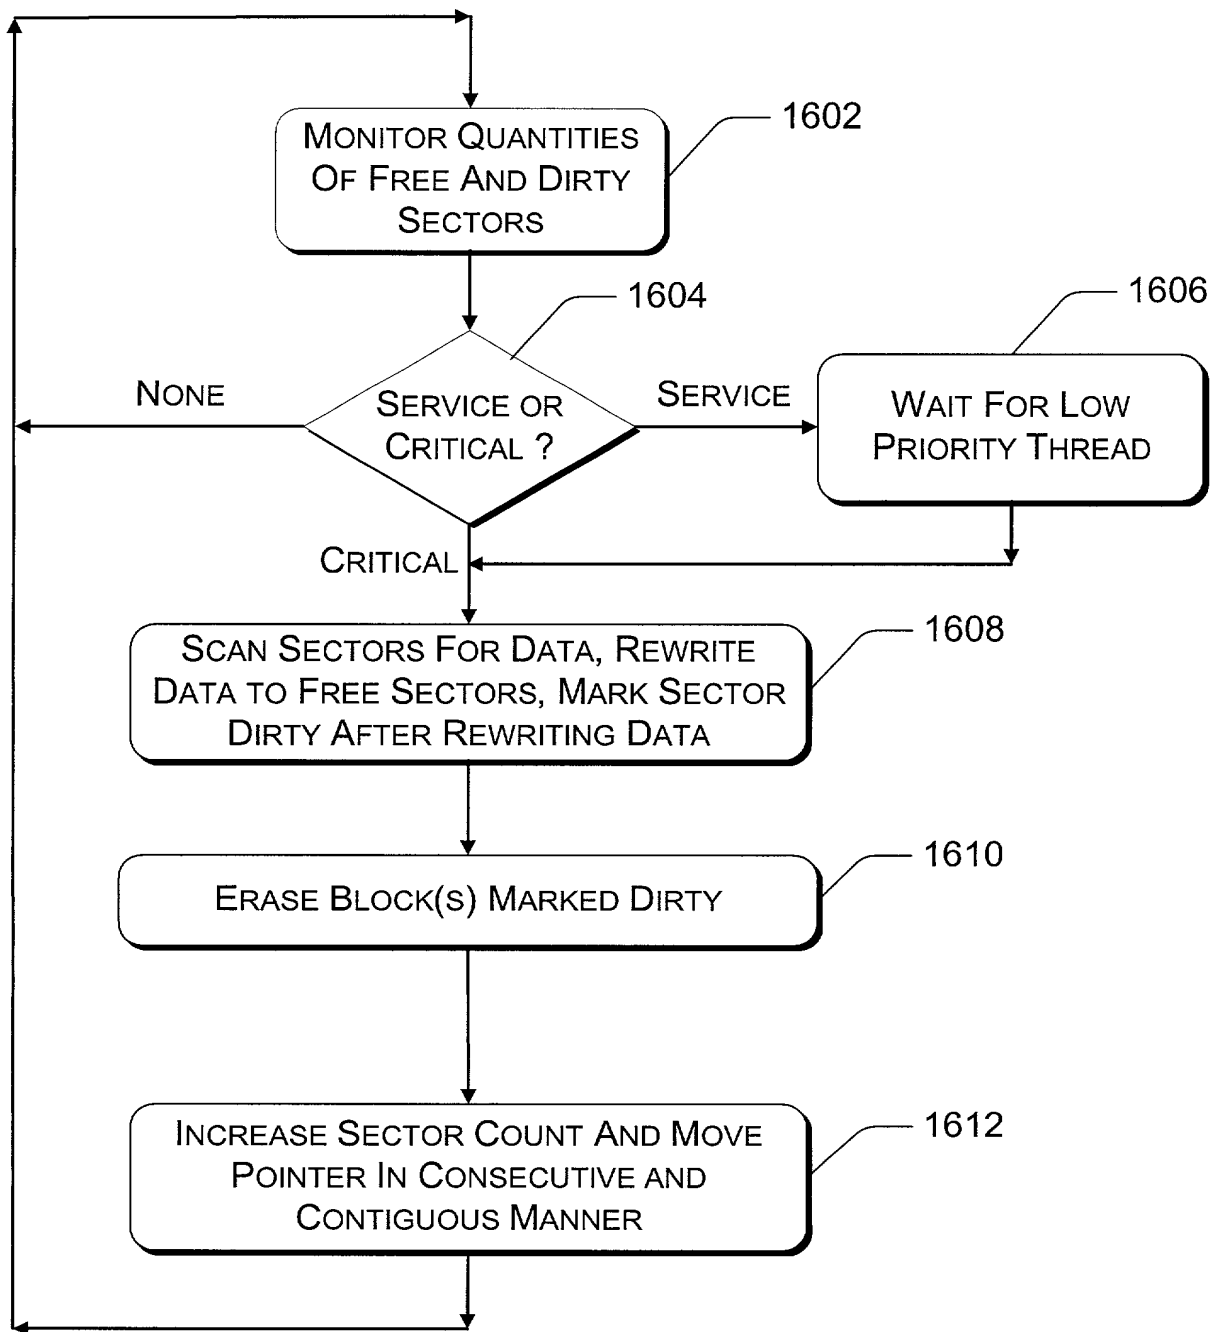 1602
MONITOR QUANTITIES
OF FREE AND DIRTY
SECTORS
1604
1606
NONE
SERVICE OR
CRITICAL ?
SERVICE
WAIT FOR LOW
PRIORITY THREAD
CRITICAL
1608
SCAN SECTORS FOR DATA, REWRITE
DATA TO FREE SECTORS, MARK SECTOR
DIRTY AFTER REWRITING DATA
1610
ERASE BLOCK(S) MARKED DIRTY
1612
INCREASE SECTOR COUNT AND MOVE
POINTER IN CONSECUTIVE AND
CONTIGUOUS MANNER